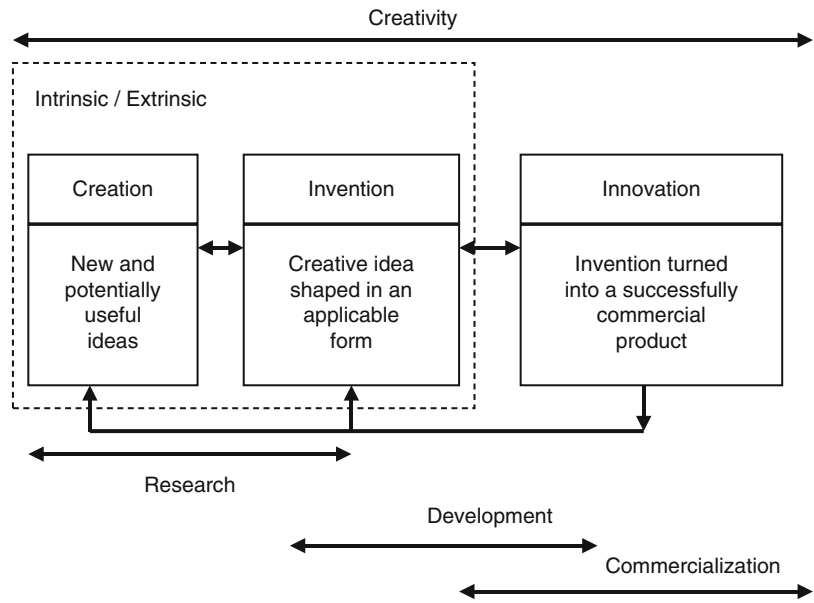 Creativity
Intrinsic / Extrinsic
Creation
New and
potentially
useful
ideas
Invention
Creative idea
shaped in an
applicable
form
Innovation
Invention turned
into a successfully
commercial
product
Research
Development
Commercialization